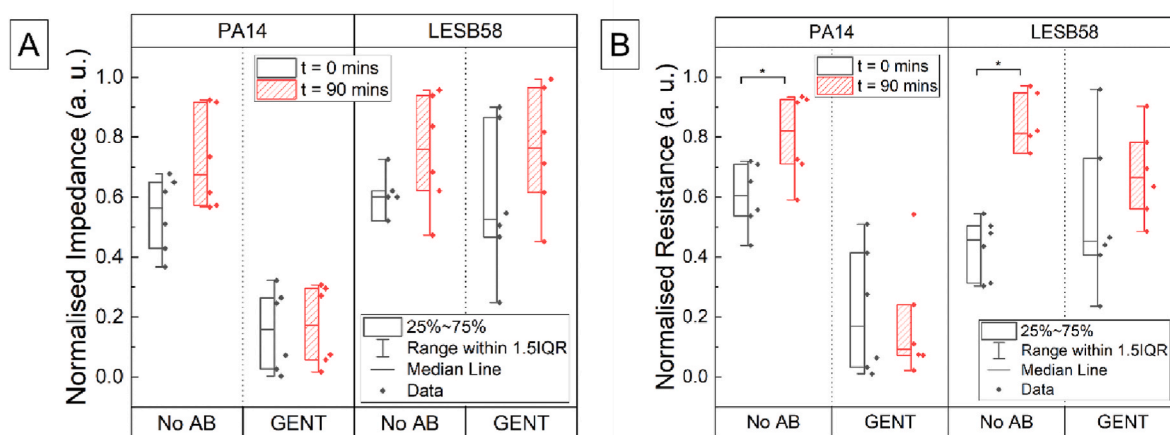 A
PA14
LESB58
t = 0 mins
t = 90 mins
Normalised Impedance (a. u.)
1.0
0.8
0.6
0.4
0.2
0.0
25%~75%
Range within 1.5IQR
Median Line
Data
No AB
GENT
No AB
GENT
B
PA14
LESB58
t = 0 mins
t = 90 mins
*
*
Normalised Resistance (a. u.)
1.0
0.8
0.6
0.4
0.2
0.0
25%~75%
Range within 1.5IQR
Median Line
Data
No AB
GENT
No AB
GENT